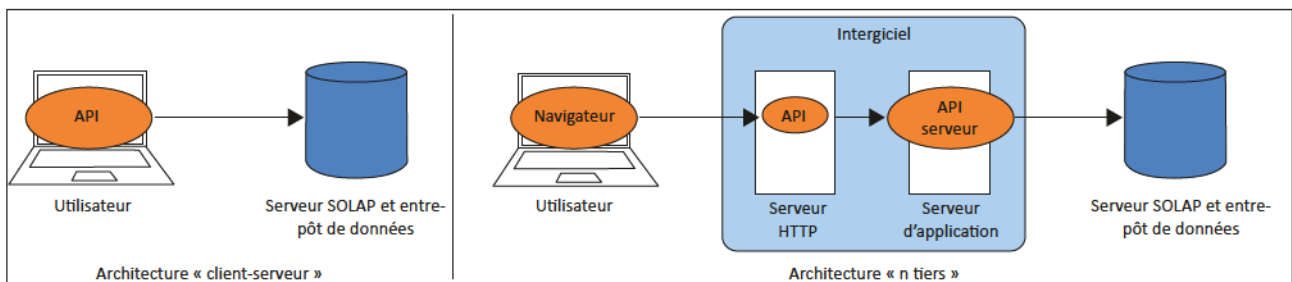 API
Utilisateur
Serveur SOLAP et entre-
pôt de données
Architecture « client-serveur »
Intergiciel
Navigateur
API
API
serveur
Utilisateur
Serveur
HTTP
Serveur
d'application
Serveur SOLAP et entre-
pôt de données
Architecture « n tiers »